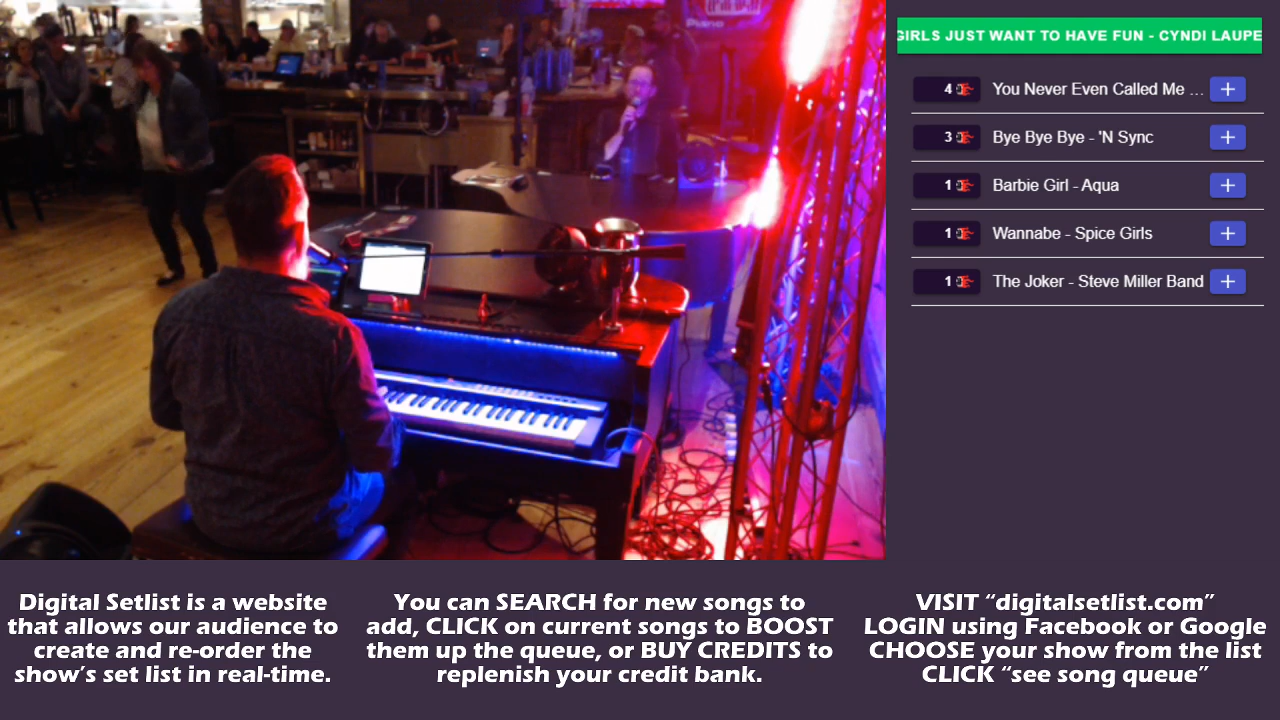 Piano
GIRLS JUST WANT TO HAVE FUN - CYNDI LAUPE
4 You Never Even Called Me ...
3 Bye Bye Bye - 'N Sync
1 Barbie Girl - Aqua
1 Wannabe - Spice Girls
1 The Joker - Steve Miller Band
Digital Setlist is a website
that allows our audience to
create and re-order the
show's set list in real-time.
You can SEARCH for new songs to
add, CLICK on current songs to BOOST
them up the queue, or BUY CREDITS to
replenish your credit bank.
VISIT “digitalsetlist.com”
LOGIN using Facebook or Google
CHOOSE your show from the list
CLICK “see song queue”